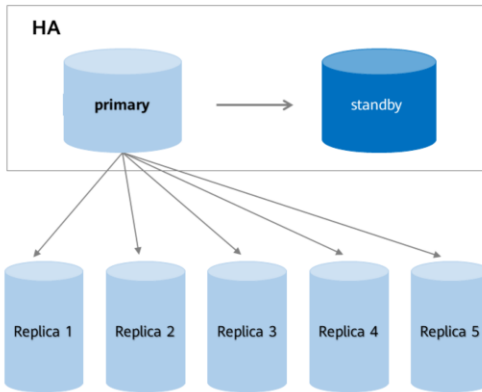 HA
primary
standby
Replica 1
Replica 2
Replica 3
Replica 4
Replica 5